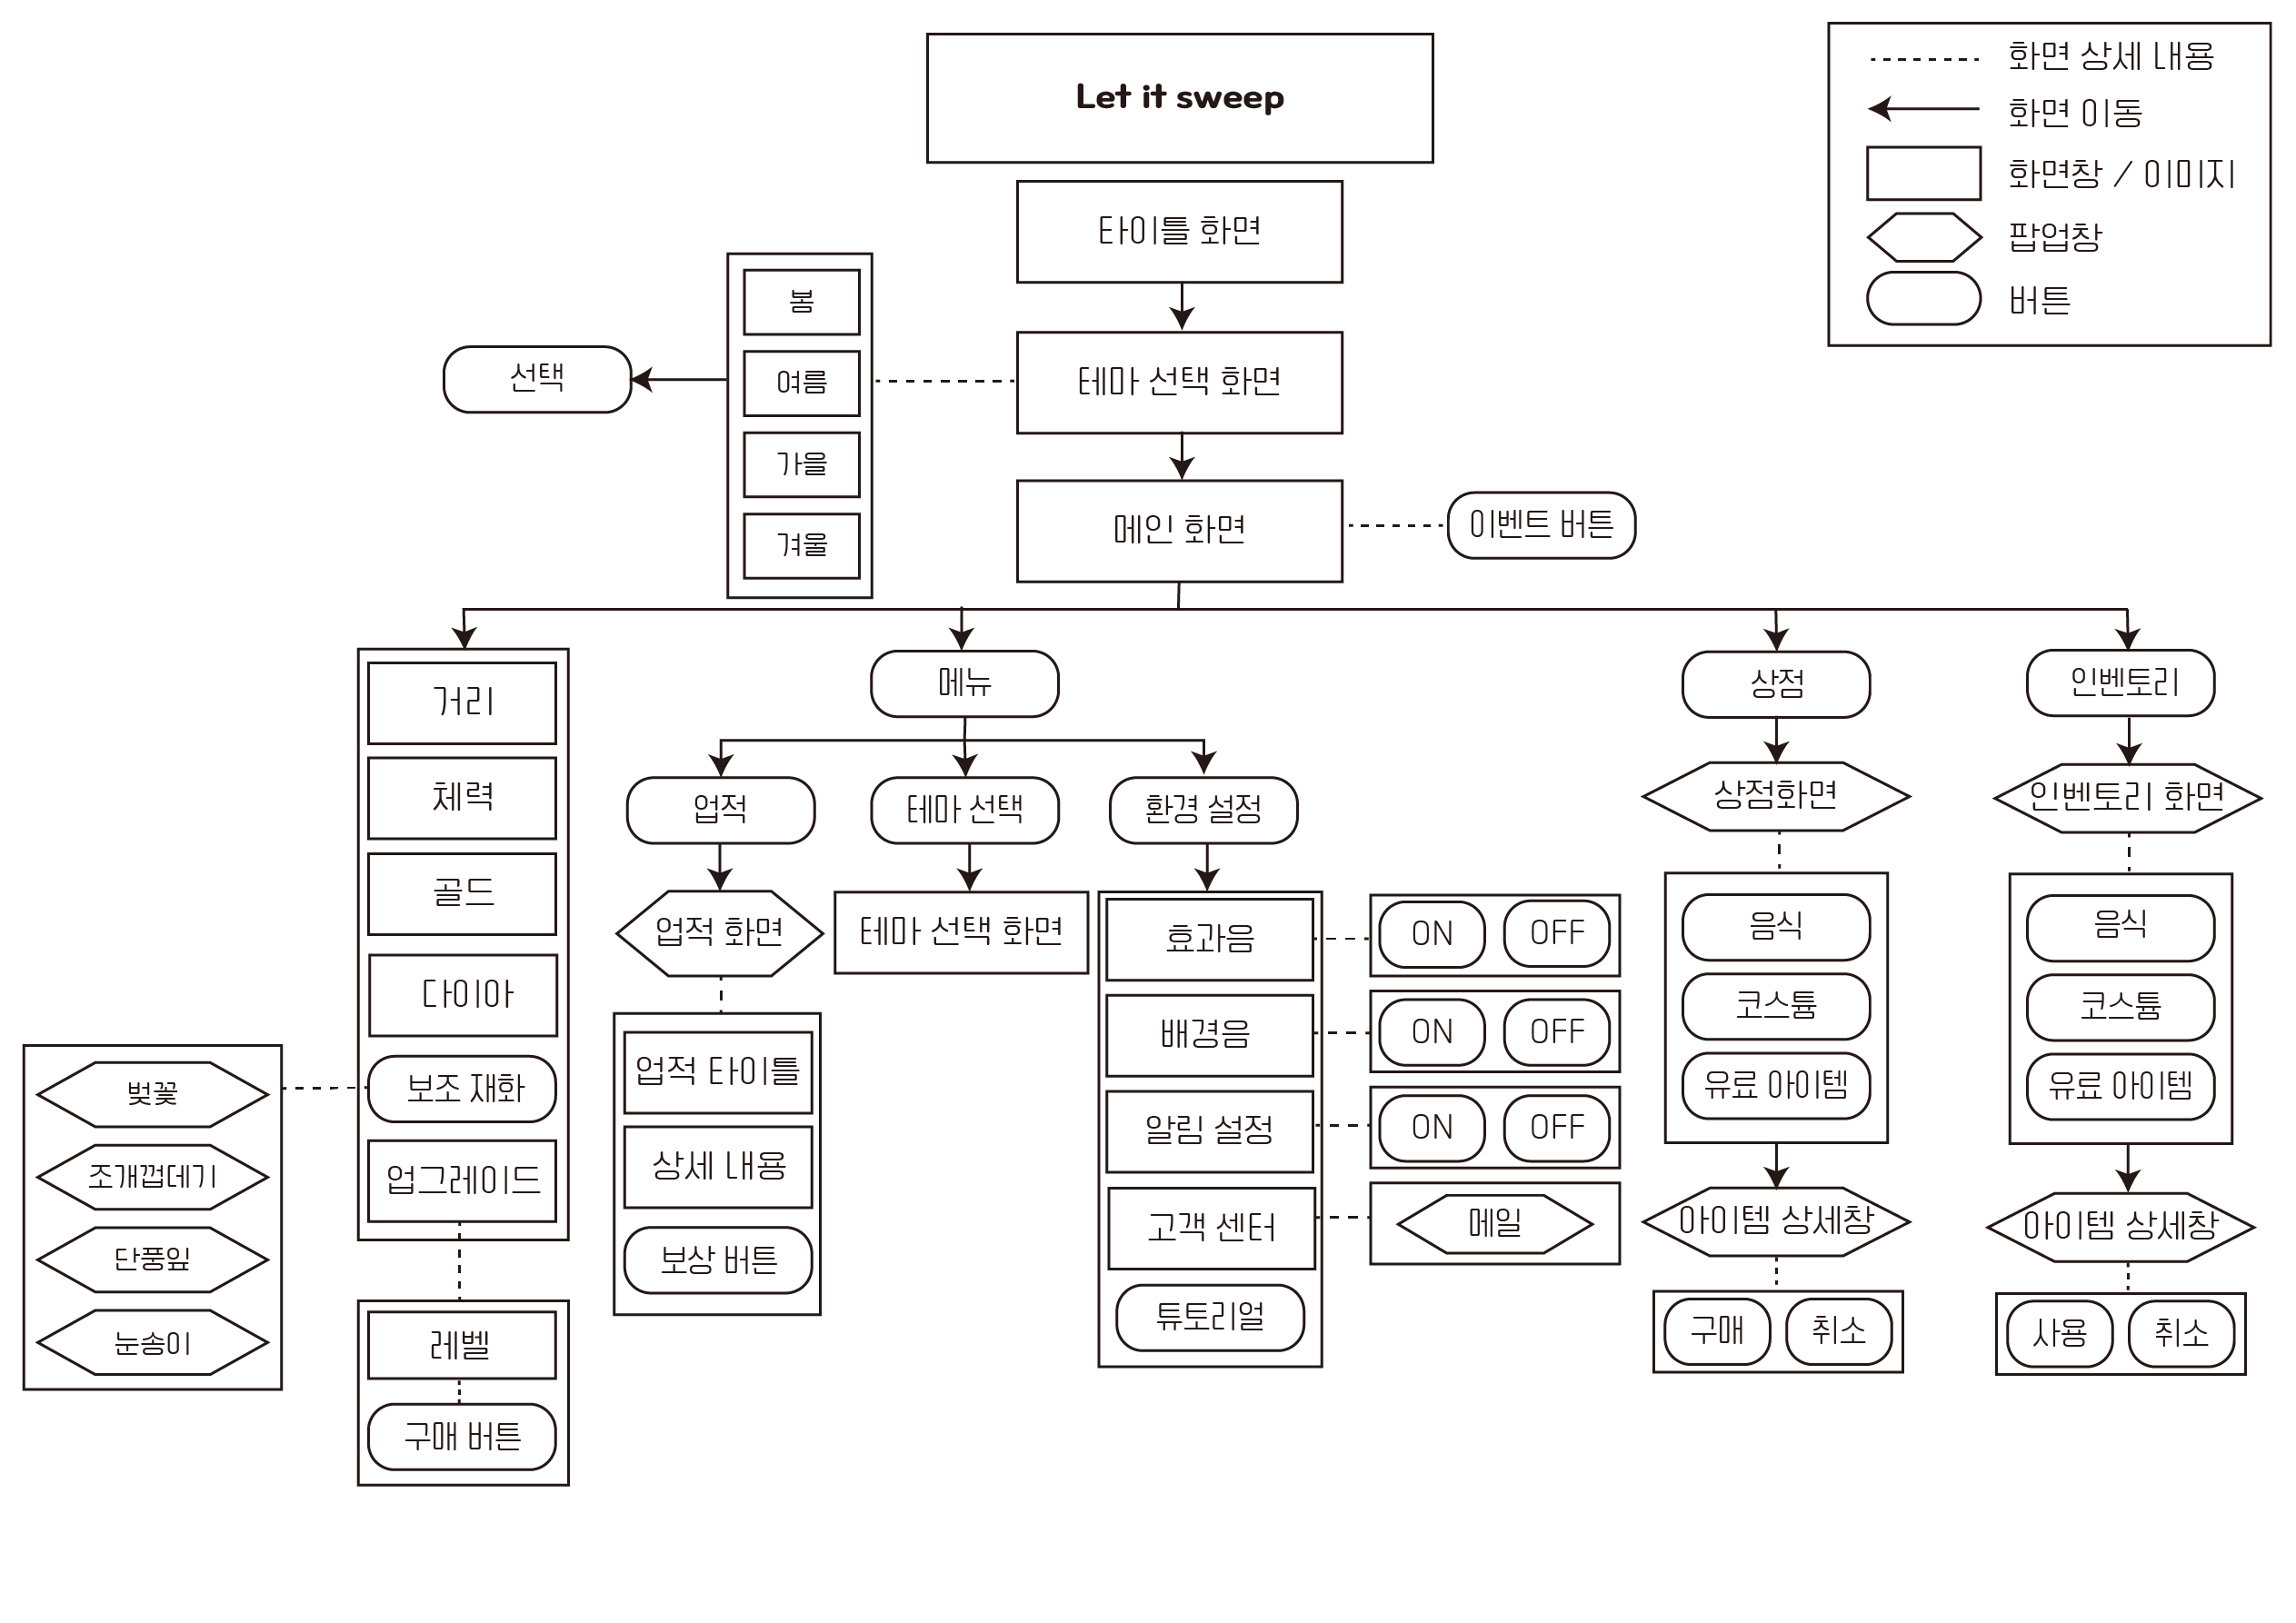 Let it sweep
화면 상세 내용
화면 이동
화면창 / 이미지
팝업창
버튼
타이틀 화면
테마 선택 화면
봄
여름
가을
겨울
선택
메인 화면
이벤트 버튼
거리
체력
골드
다이아
보조 재화
업그레이드
벚꽃
조개껍데기
단풍잎
눈송이
레벨
구매 버튼
메뉴
업적
테마 선택
환경 설정
업적 화면
테마 선택 화면
업적 타이틀
상세 내용
보상 버튼
효과음
ON OFF
배경음
ON OFF
알림 설정
ON OFF
고객 센터
메일
튜토리얼
상점
상점화면
음식
코스튬
유료 아이템
아이템 상세창
구매 취소
인벤토리
인벤토리 화면
음식
코스튬
유료 아이템
아이템 상세창
사용 취소